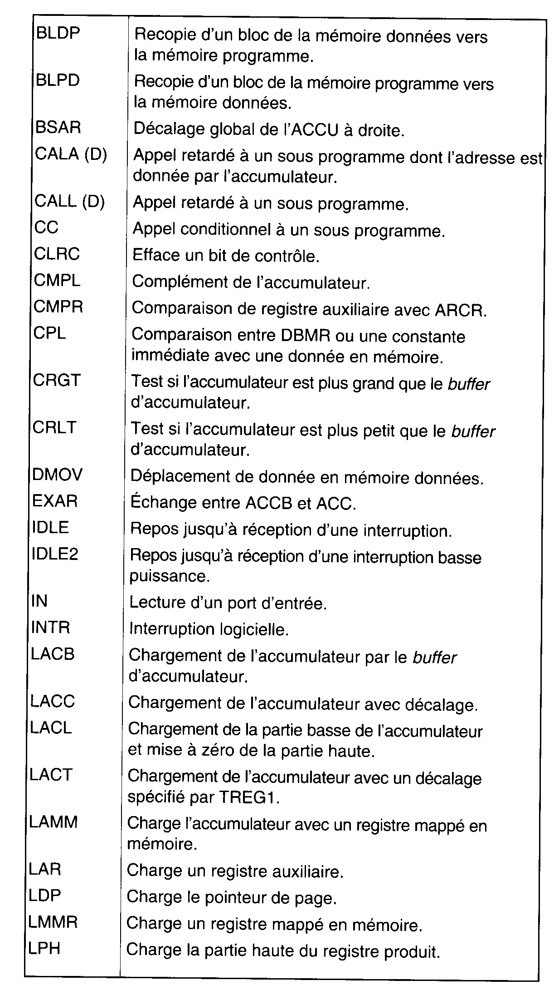 BLDP Recopie d'un bloc de la mémoire données vers
la mémoire programme.
BLPD Recopie d'un bloc de la mémoire programme vers
la mémoire données.
BSAR Décalage global de l'ACCU à droite.
CALA (D) Appel retardé à un sous programme dont l'adresse est
donnée par l'accumulateur.
CALL (D) Appel retardé à un sous programme.
CC Appel conditionnel à un sous programme.
CLRC Efface un bit de contrôle.
CMPL Complément de l'accumulateur.
CMPR Comparaison de registre auxiliaire avec ARCR.
CPL Comparaison entre DBMR ou une constante
immédiate avec une donnée en mémoire.
CRGT Test si l'accumulateur est plus grand que le buffer
d'accumulateur.
CRLT Test si l'accumulateur est plus petit que le buffer
d'accumulateur.
DMOV Déplacement de donnée en mémoire données.
EXAR Échange entre ACCB et ACC.
IDLE Repos jusqu'à réception d'une interruption.
IDLE2 Repos jusqu'à réception d'une interruption basse
puissance.
IN Lecture d'un port d'entrée.
INTR Interruption logicielle.
LACB Chargement de l'accumulateur par le buffer
d'accumulateur.
LACC Chargement de l'accumulateur avec décalage.
LACL Chargement de la partie basse de l'accumulateur
et mise à zéro de la partie haute.
LACT Chargement de l'accumulateur avec un décalage
spécifié par TREG1.
LAMM Charge l'accumulateur avec un registre mappé en
mémoire.
LAR Charge un registre auxiliaire.
LDP Charge le pointeur de page.
LMMR Charge un registre mappé en mémoire.
LPH Charge la partie haute du registre produit.